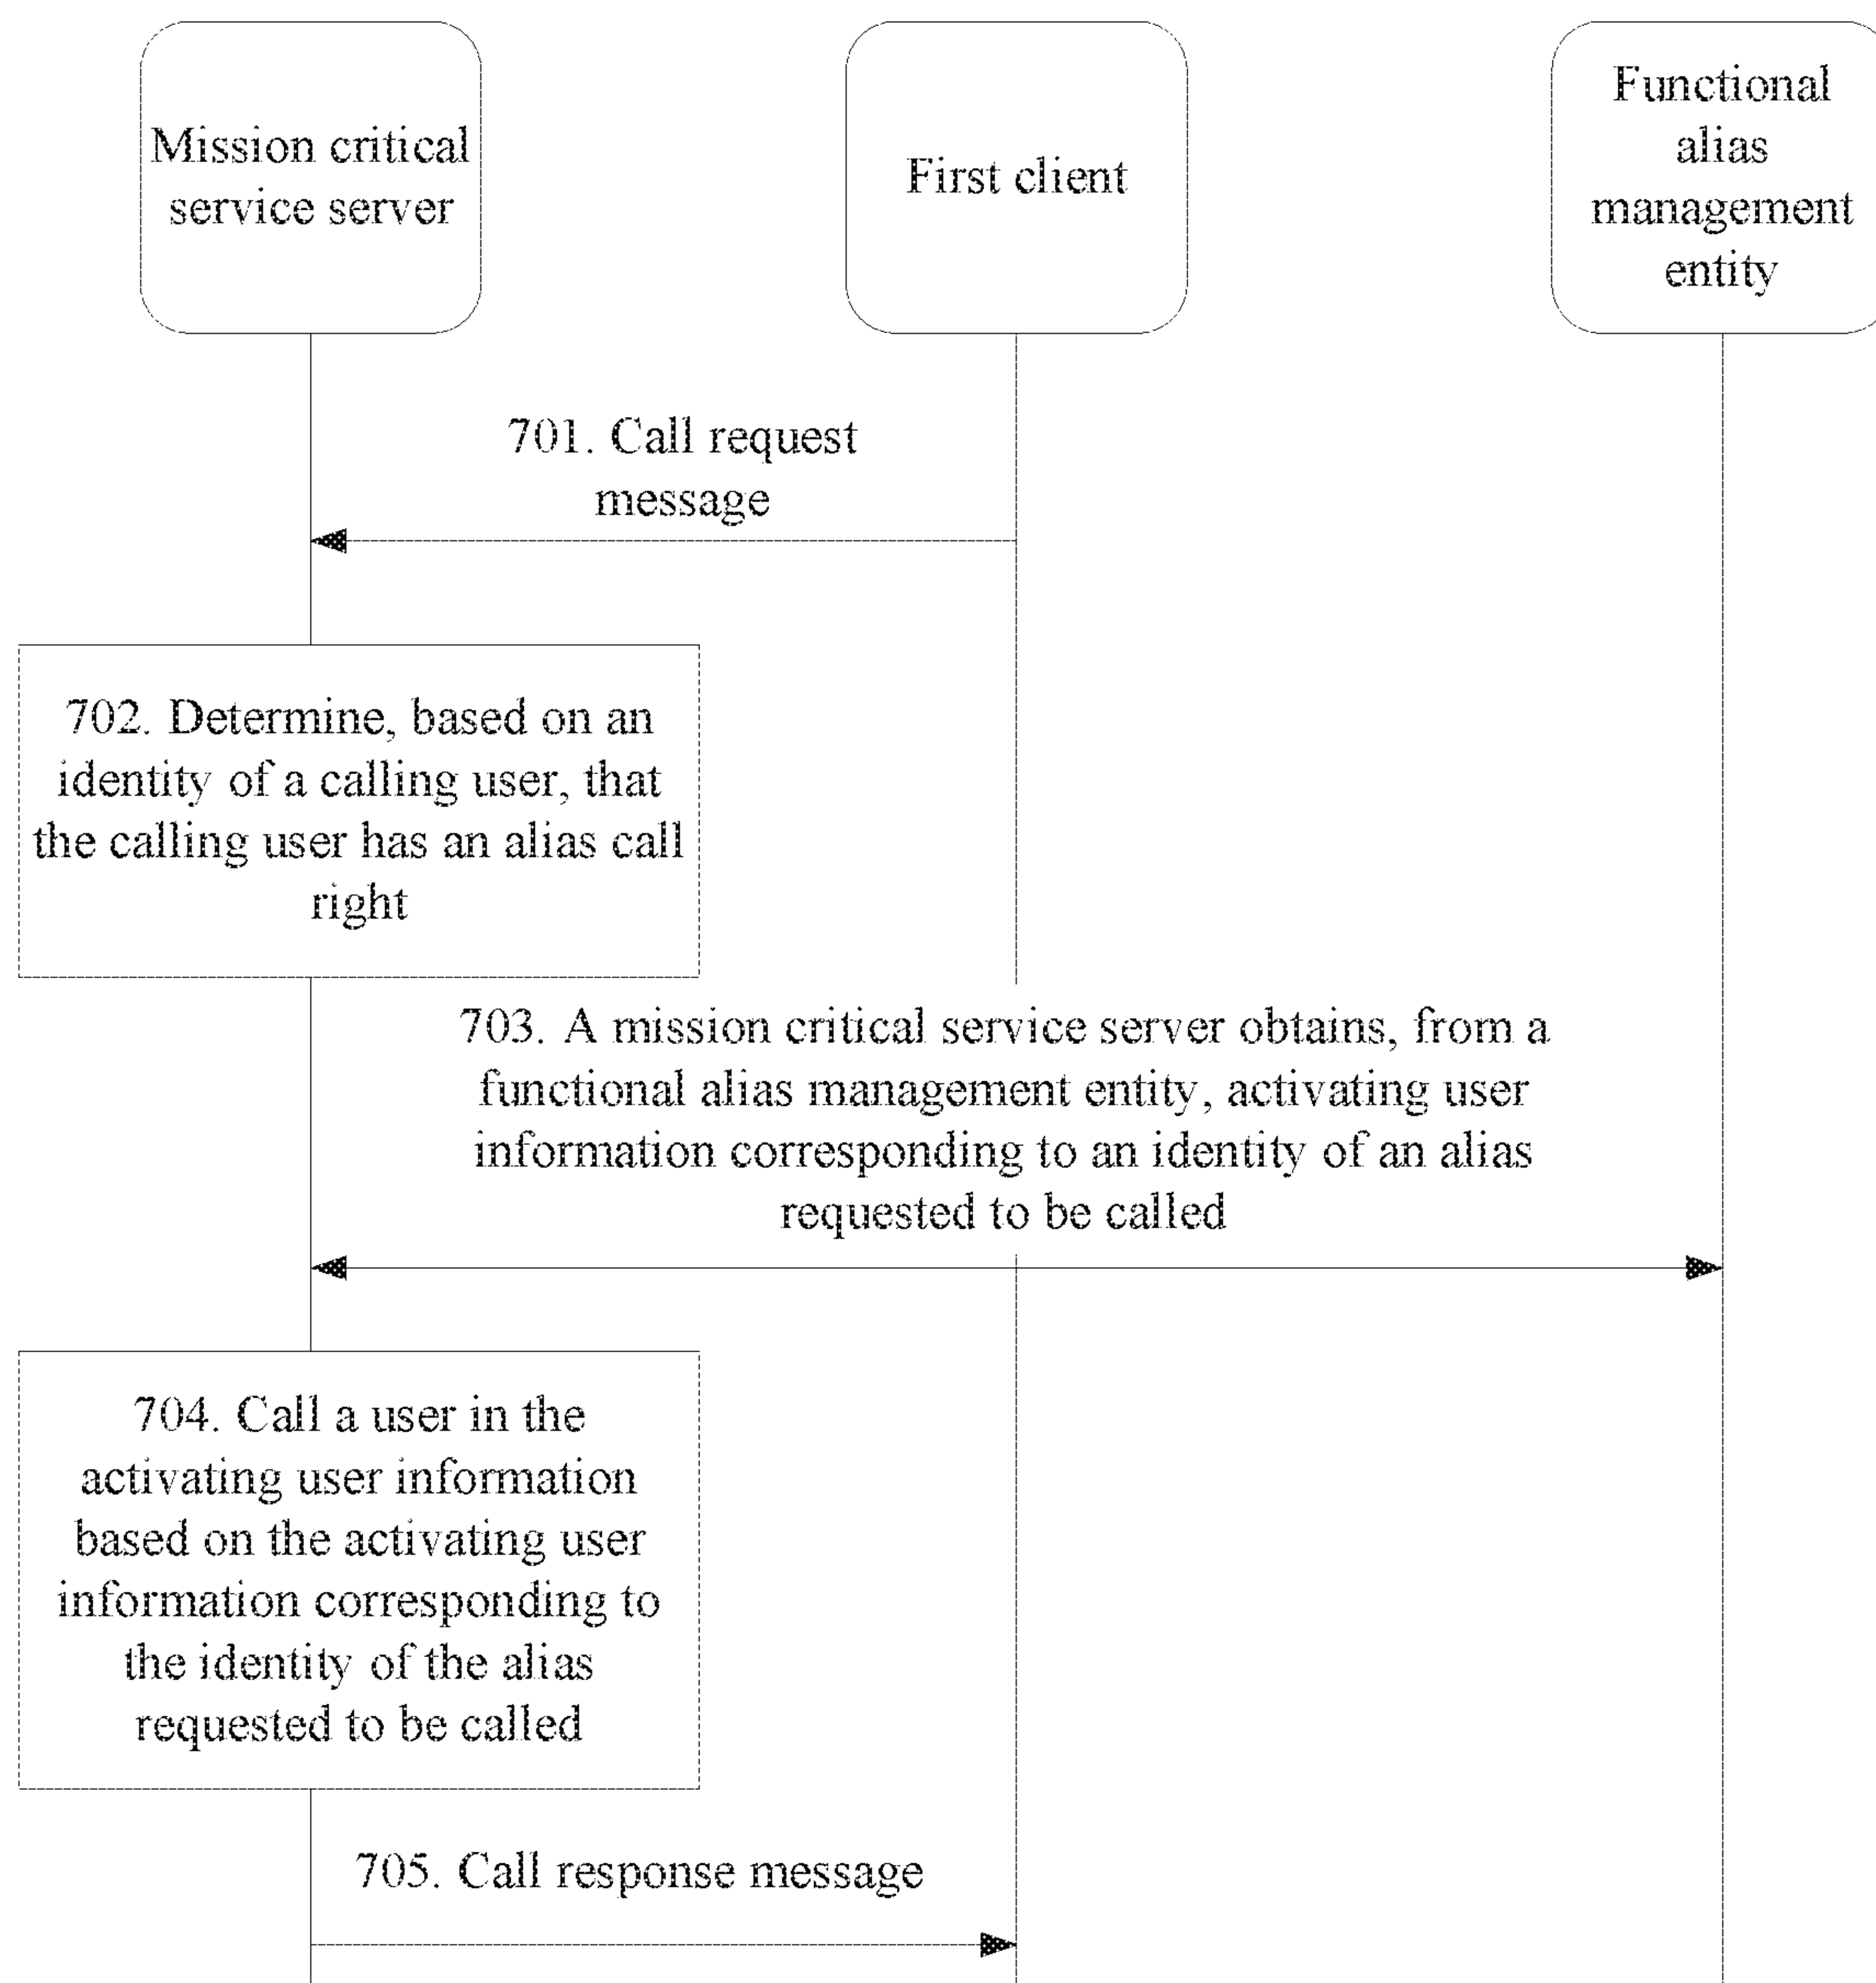 Mission critical
service server
First client
Functional
alias
management
entity
701. Call request
message
702. Determine, based on an
identity of a calling user, that
the calling user has an alias call
right
703. A mission critical service server obtains, from a
functional alias management entity, activating user
information corresponding to an identity of an alias
requested to be called
704. Call a user in the
activating user information
based on the activating user
information corresponding to
the identity of the alias
requested to be called
705. Call response message